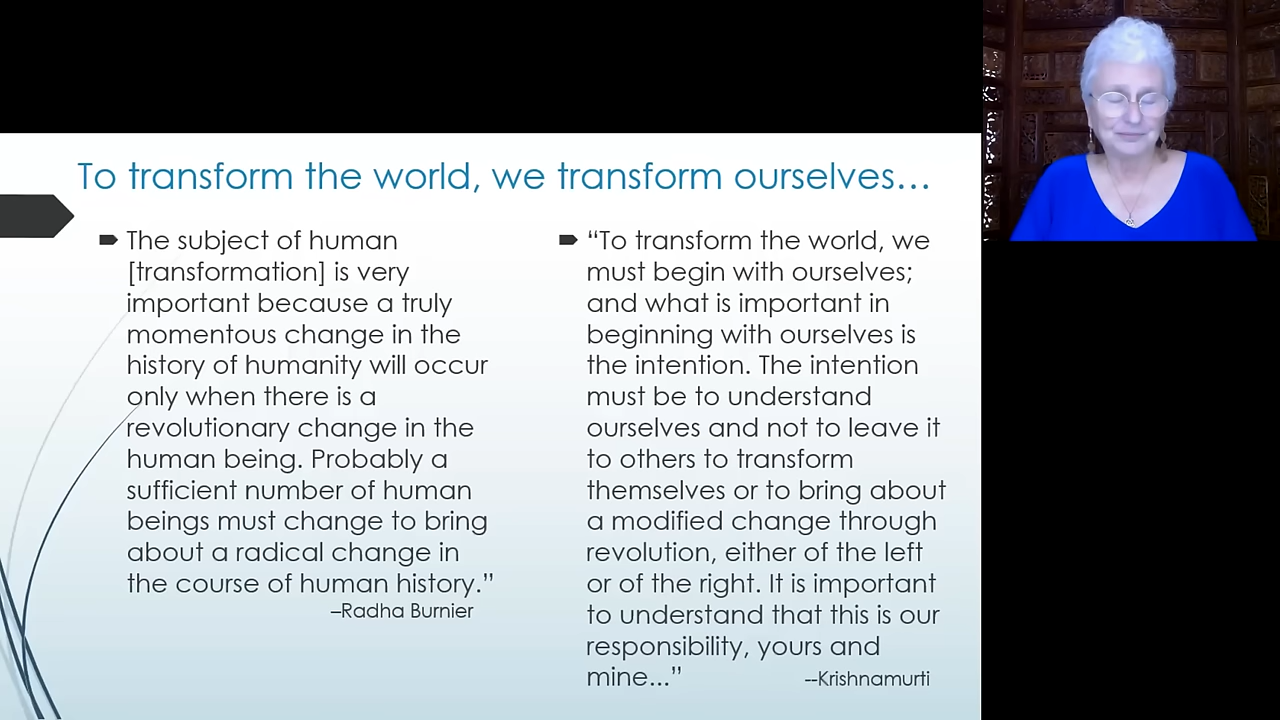 To transform the world, we transform ourselves…
The subject of human
[transformation] is very
important because a truly
momentous change in the
history of humanity will occur
only when there is a
revolutionary change in the
human being. Probably a
sufficient number of human
beings must change to bring
about a radical change in
the course of human history.”
–Radha Burnier
“To transform the world, we
must begin with ourselves;
and what is important in
beginning with ourselves is
the intention. The intention
must be to understand
ourselves and not to leave it
to others to transform
themselves or to bring about
a modified change through
revolution, either of the left
or of the right. It is important
to understand that this is our
responsibility, yours and
mine...”
--Krishnamurti